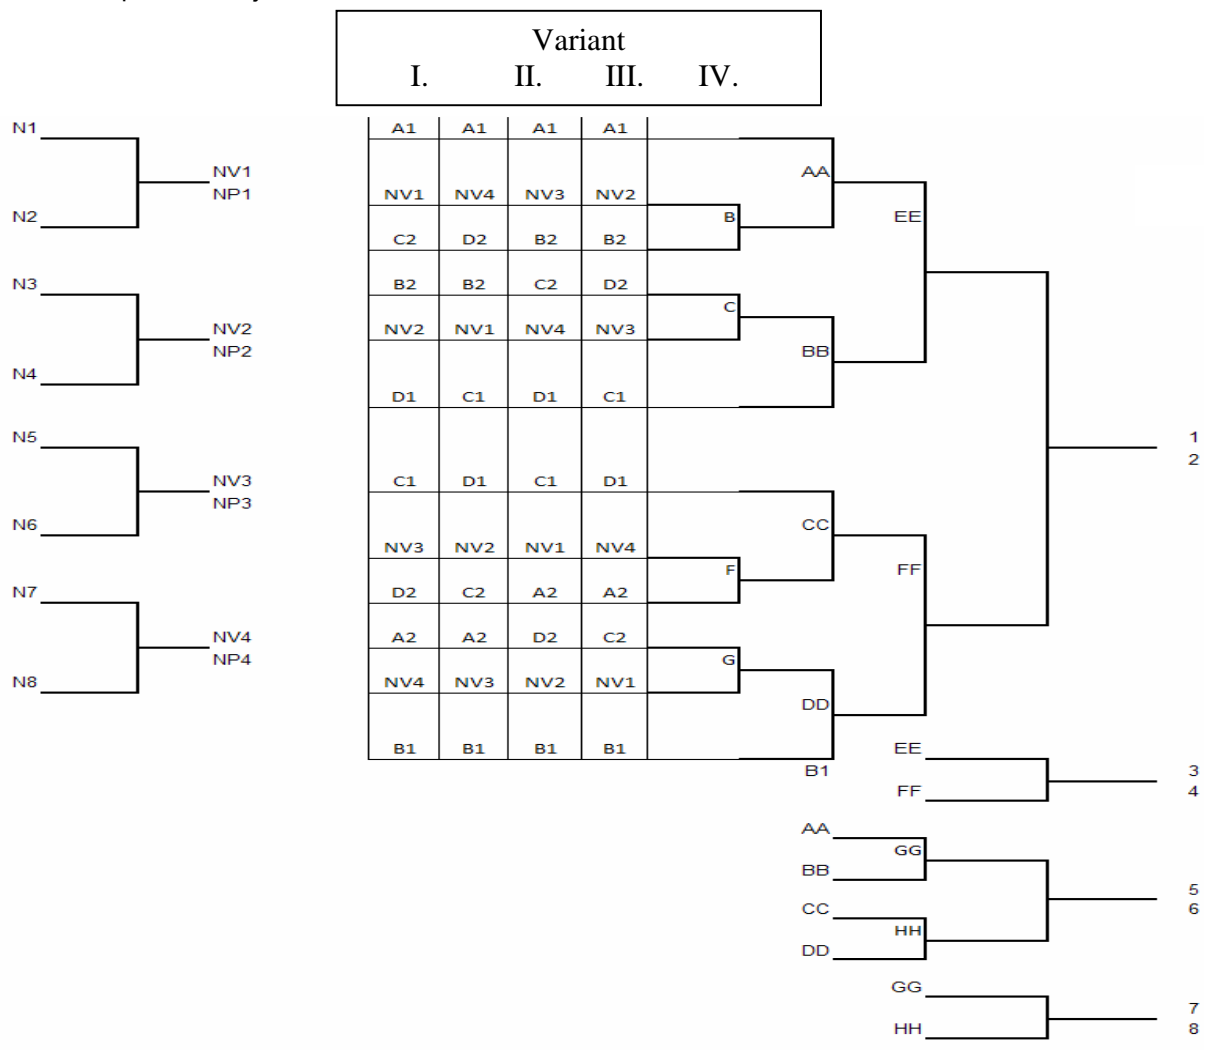 Variant
I. II. III. IV.
N1 A1 A1 A1 A1
NV1 AA
NP1 NV1 NV4 NV3 NV2
N2 B EE
C2 D2 B2 B2
N3 B2 B2 C2 D2
C
NV2 NV2 NV1 NV4 NV3
NP2 BB
N4
D1 C1 D1 C1
N5 1
2
NV3 C1 D1 C1 D1
NP3
N6 CC
NV3 NV2 NV1 NV4
F FF
N7 D2 C2 A2 A2
NV4 A2 A2 D2 C2
NP4 G
N8 NV4 NV3 NV2 NV1
DD
B1 B1 B1 B1 EE
B1 3
FF 4
AA
GG
BB
5
CC 6
HH
DD
GG
7
HH 8